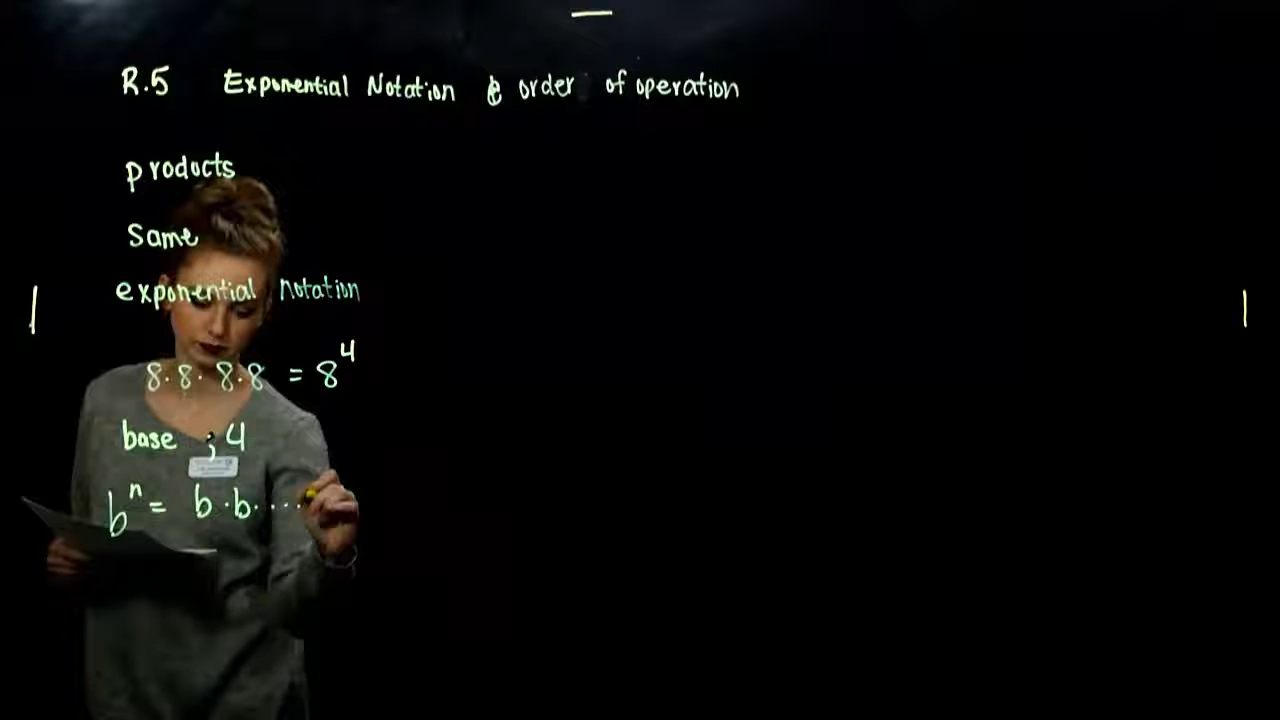 R.5 Exponential Notation & order of operation
products
Same
exponential notation
8·8·8·8 = 8⁴
base ; 4
bⁿ = b·b····